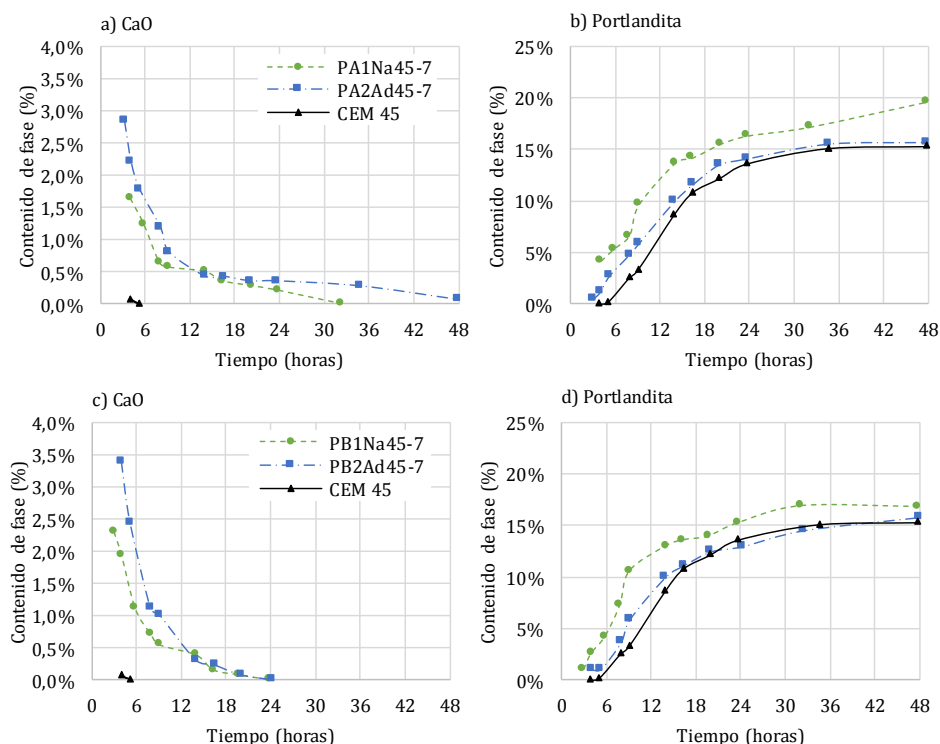 a) CaO
4,0%
3,5%
3,0%
2,5%
2,0%
1,5%
1,0%
0,5%
0,0%
Contenido de fase (%)
PA1Na45-7
PA2Ad45-7
CEM 45
0 6 12 18 24 30 36 42 48
Tiempo (horas)
b) Portlandita
25%
20%
15%
10%
5%
0%
Contenido de fase (%)
0 6 12 18 24 30 36 42 48
Tiempo (horas)
c) CaO
4,0%
3,5%
3,0%
2,5%
2,0%
1,5%
1,0%
0,5%
0,0%
Contenido de fase (%)
PB1Na45-7
PB2Ad45-7
CEM 45
0 6 12 18 24 30 36 42 48
Tiempo (horas)
d) Portlandita
25%
20%
15%
10%
5%
0%
Contenido de fase (%)
0 6 12 18 24 30 36 42 48
Tiempo (horas)